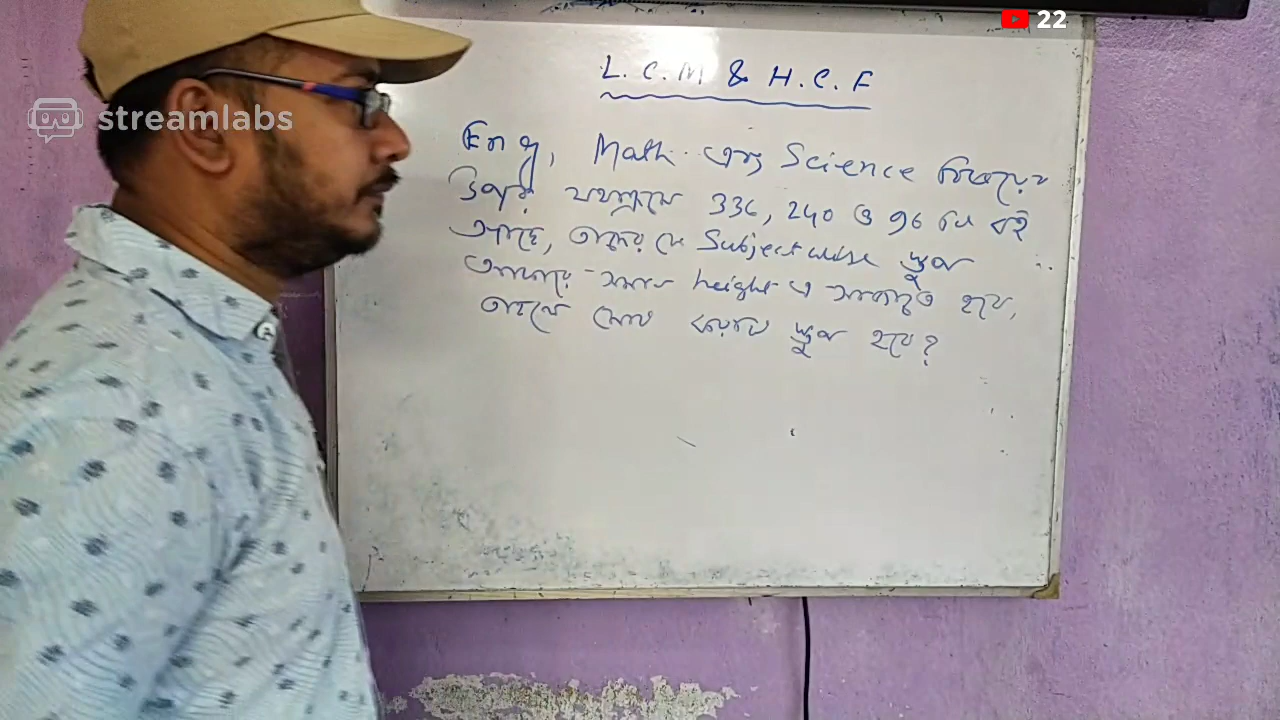 22
streamlabs
L.C.M & H.C.F
Eng, Math এবং Science বিষয়ের
উপর যথাক্রমে 336, 240 ও 96 টি বই
আছে, তাদের কে Subject wise স্তুপ
আকারে সমান height এ সাজাতে হবে,
তাহলে মোট কয়টি স্তুপ হবে?